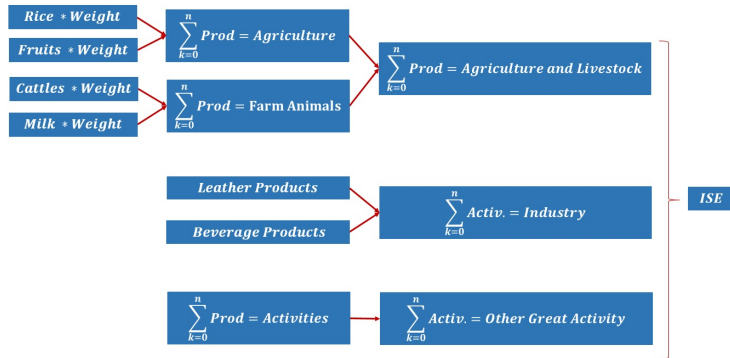 Rice * Weight
Fruits * Weight
Cattles * Weight
Milk * Weight
n
∑ Prod = Agriculture
k=0
n
∑ Prod = Farm Animals
k=0
n
∑ Prod = Agriculture and Livestock
k=0
Leather Products
Beverage Products
n
∑ Activ. = Industry
k=0
n
∑ Prod = Activities
k=0
n
∑ Activ. = Other Great Activity
k=0
ISE